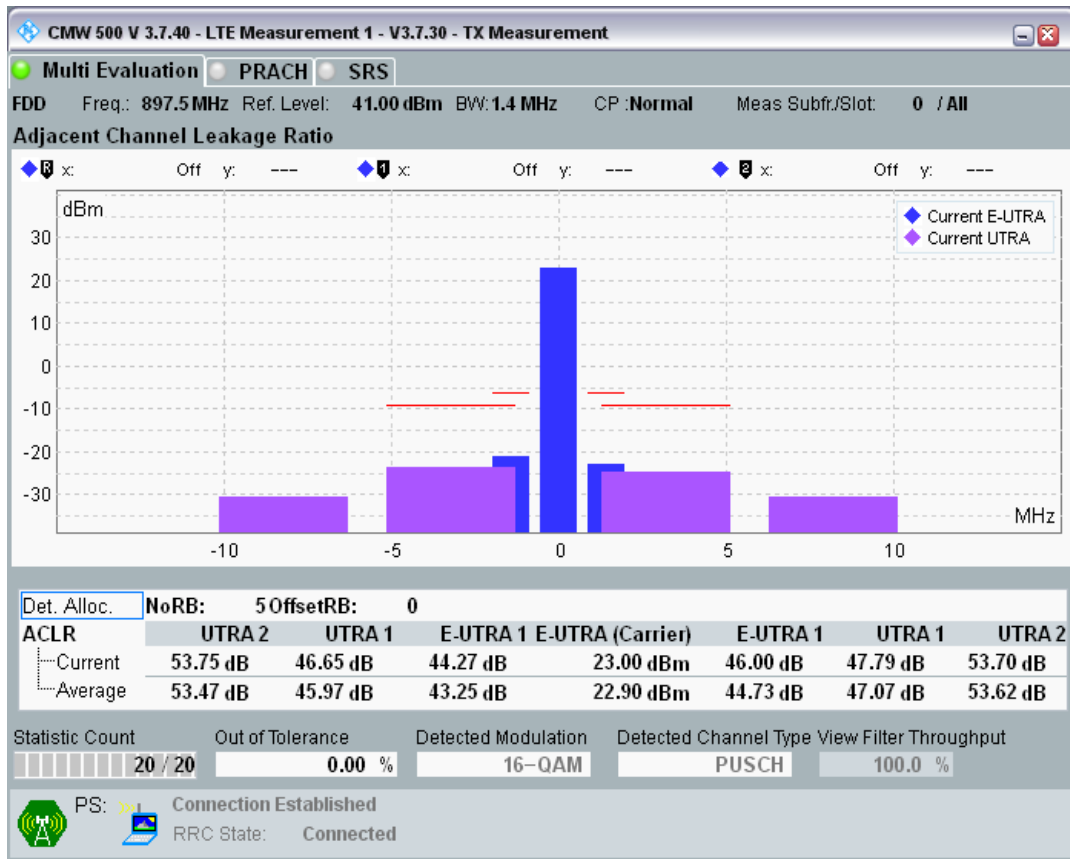 CMW 500 V 3.7.40 - LTE Measurement 1 - V3.7.30 - TX Measurement
Multi Evaluation PRACH SRS
FDD Freq.: 897.5 MHz Ref. Level: 41.00 dBm BW: 1.4 MHz CP :Normal Meas Subfr./Slot: 0 / All
Adjacent Channel Leakage Ratio
R x: Off y: --- 1 x: Off y: --- 2 x: Off y: ---
dBm
Current E-UTRA
Current UTRA
30
20
10
0
-10
-20
-30
MHz
-10 -5 0 5 10
Det. Alloc. NoRB: 5 OffsetRB: 0
ACLR UTRA 2 UTRA 1 E-UTRA 1 E-UTRA (Carrier) E-UTRA 1 UTRA 1 UTRA 2
Current 53.75 dB 46.65 dB 44.27 dB 23.00 dBm 46.00 dB 47.79 dB 53.70 dB
Average 53.47 dB 45.97 dB 43.25 dB 22.90 dBm 44.73 dB 47.07 dB 53.62 dB
Statistic Count Out of Tolerance Detected Modulation Detected Channel Type View Filter Throughput
20 / 20 0.00 % 16-QAM PUSCH 100.0 %
PS: Connection Established
RRC State: Connected